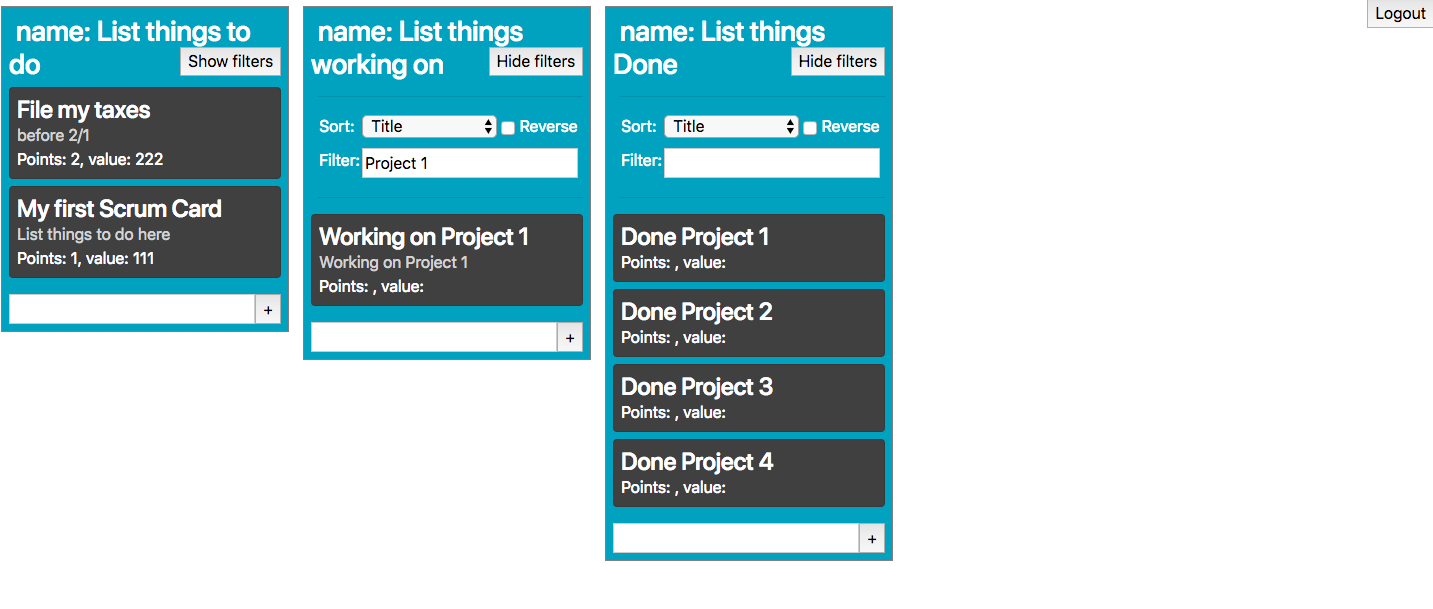 name: List things to
do
Show filters
File my taxes
before 2/1
Points: 2, value: 222
My first Scrum Card
List things to do here
Points: 1, value: 111
+
name: List things
working on
Hide filters
Sort: Title Reverse
Filter: Project 1
Working on Project 1
Working on Project 1
Points: , value:
+
name: List things
Done
Hide filters
Sort: Title Reverse
Filter:
Done Project 1
Points: , value:
Done Project 2
Points: , value:
Done Project 3
Points: , value:
Done Project 4
Points: , value:
+
Logout